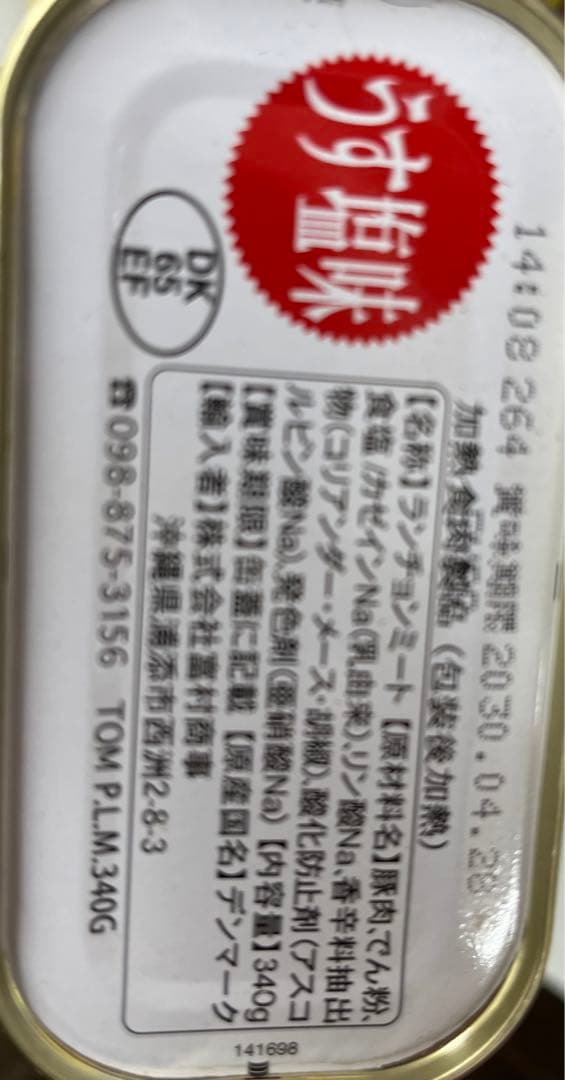 14:08 264 賞味期限 2030.04.28
うす塩味
加熱食肉製品（包装後加熱）
【名称】ランチョンミート【原材料名】豚肉、でん粉、
食塩/カゼインNa(乳由来)、リン酸Na、香辛料抽出
物(コリアンダー・メース・胡椒)、酸化防止剤(アスコ
ルビン酸Na)、発色剤(亜硝酸Na)【内容量】340g
【賞味期限】缶蓋に記載【原産国名】デンマーク
【輸入者】株式会社富村商事
沖縄県浦添市西洲2-8-3
☎098-875-3156 TOM P.L.M.340G
DK
65
EF
141698